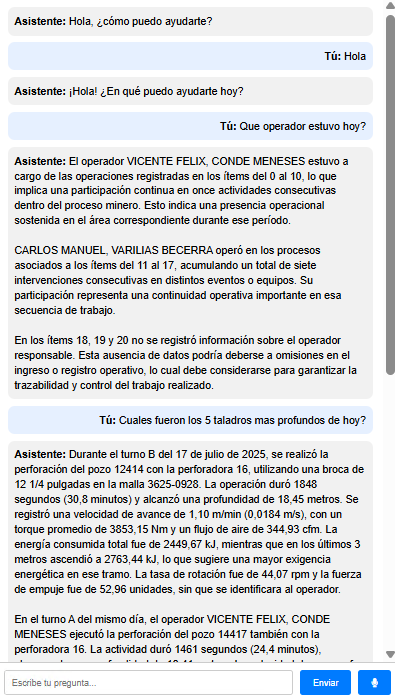 Asistente: Hola, ¿cómo puedo ayudarte?
Tú: Hola
Asistente: ¡Hola! ¿En qué puedo ayudarte hoy?
Tú: Que operador estuvo hoy?
Asistente: El operador VICENTE FELIX, CONDE MENESES estuvo a
cargo de las operaciones registradas en los ítems del 0 al 10, lo que
implica una participación continua en once actividades consecutivas
dentro del proceso minero. Esto indica una presencia operacional
sostenida en el área correspondiente durante ese período.
CARLOS MANUEL, VARILIAS BECERRA operó en los procesos
asociados a los ítems del 11 al 17, acumulando un total de siete
intervenciones consecutivas en distintos eventos o equipos. Su
participación representa una continuidad operativa importante en esa
secuencia de trabajo.
En los ítems 18, 19 y 20 no se registró información sobre el operador
responsable. Esta ausencia de datos podría deberse a omisiones en el
ingreso o registro operativo, lo cual debe considerarse para garantizar la
trazabilidad y control del trabajo realizado.
Tú: Cuales fueron los 5 taladros mas profundos de hoy?
Asistente: Durante el turno B del 17 de julio de 2025, se realizó la
perforación del pozo 12414 con la perforadora 16, utilizando una broca de
12 1/4 pulgadas en la malla 3625-0928. La operación duró 1848
segundos (30,8 minutos) y alcanzó una profundidad de 18,45 metros. Se
registró una velocidad de avance de 1,10 m/min (0,0184 m/s), con un
torque promedio de 3853,15 Nm y un flujo de aire de 344,93 cfm. La
energía consumida total fue de 2449,67 kJ, mientras que en los últimos 3
metros ascendió a 2763,44 kJ, lo que sugiere una mayor exigencia
energética en ese tramo. La tasa de rotación fue de 44,07 rpm y la fuerza
de empuje fue de 52,96 unidades, sin que se identificara al operador.
En el turno A del mismo día, el operador VICENTE FELIX, CONDE
MENESES ejecutó la perforación del pozo 14417 también con la
perforadora 16. La actividad duró 1461 segundos (24,4 minutos),
Escribe tu pregunta...
Enviar